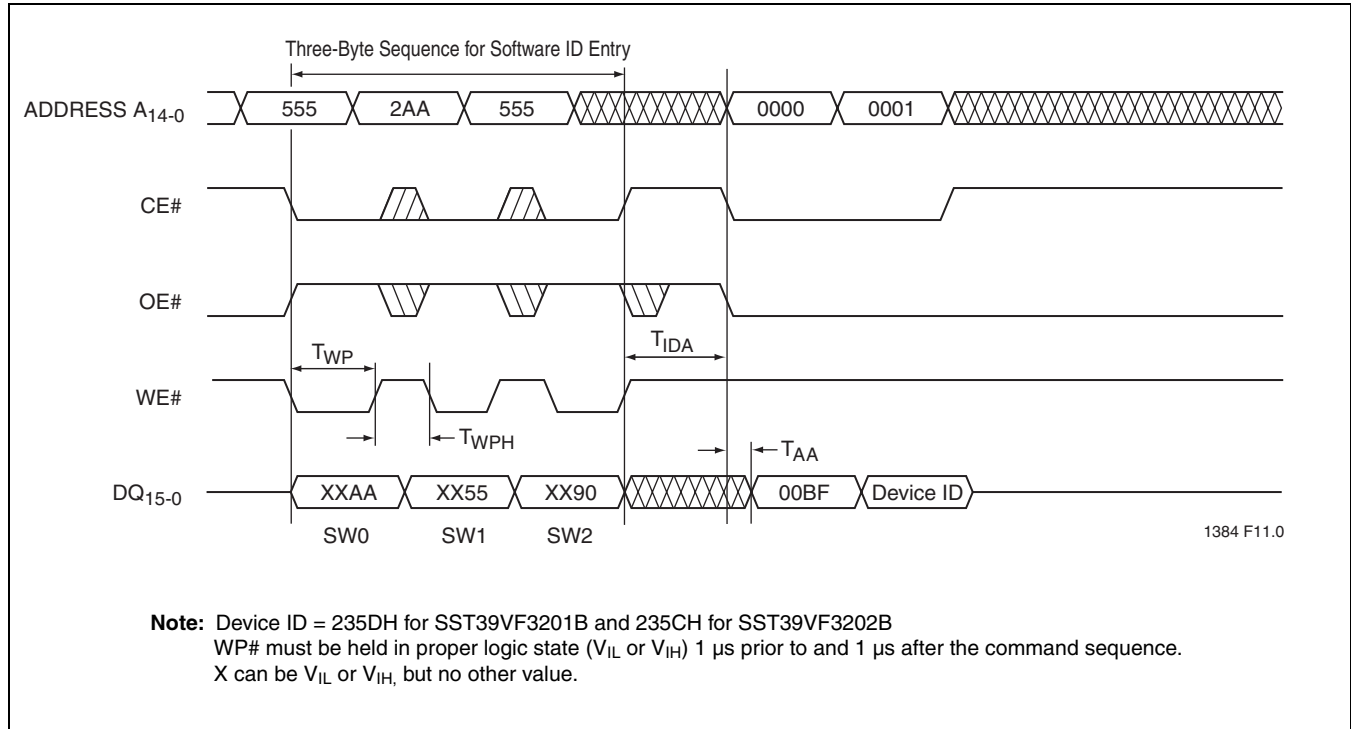 Three-Byte Sequence for Software ID Entry
ADDRESS A14-0 555 2AA 555 0000 0001
CE#
OE#
TWP TIDA
WE#
TWPH TAA
DQ15-0 XXAA XX55 XX90 00BF Device ID
SW0 SW1 SW2
1384 F11.0
Note: Device ID = 235DH for SST39VF3201B and 235CH for SST39VF3202B
WP# must be held in proper logic state (VIL or VIH) 1 µs prior to and 1 µs after the command sequence.
X can be VIL or VIH, but no other value.